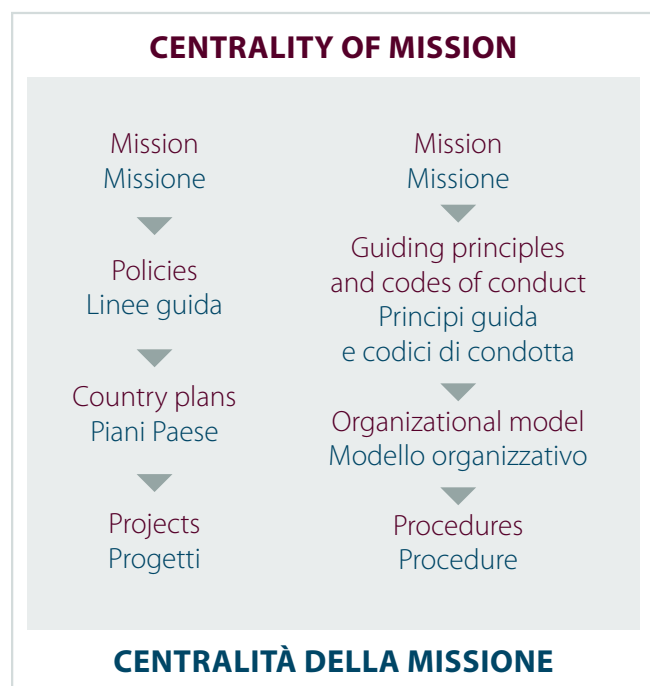 CENTRALITY OF MISSION
Mission
Missione
Policies
Linee guida
Country plans
Piani Paese
Projects
Progetti
Mission
Missione
Guiding principles
and codes of conduct
Principi guida
e codici di condotta
Organizational model
Modello organizzativo
Procedures
Procedure
CENTRALITÀ DELLA MISSIONE